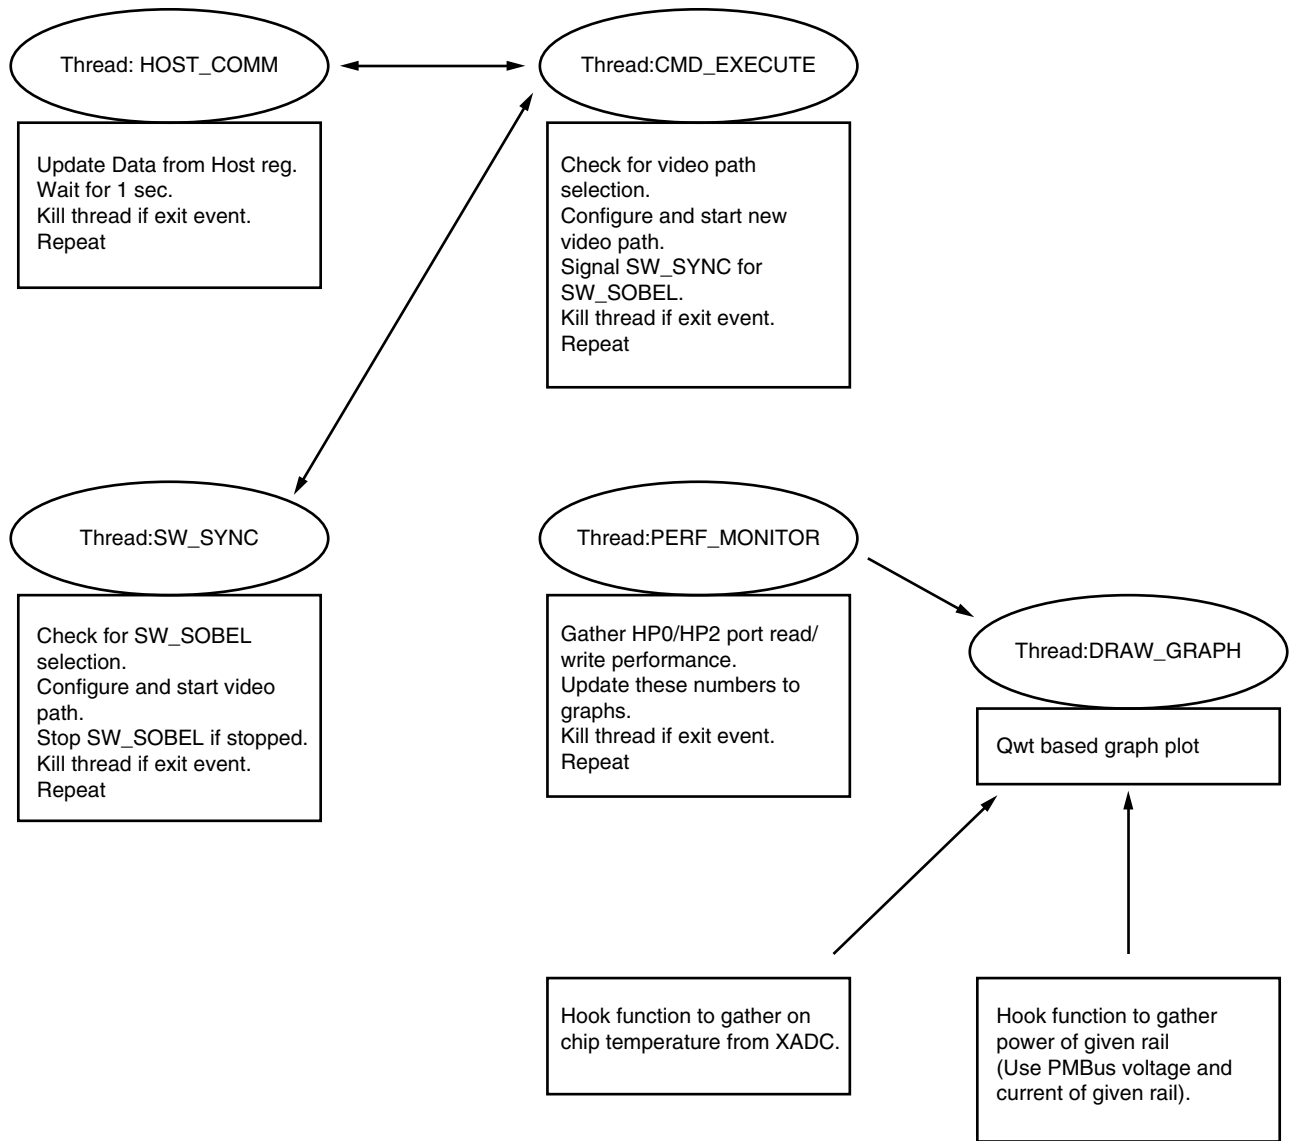 Thread: HOST_COMM
Update Data from Host reg.
Wait for 1 sec.
Kill thread if exit event.
Repeat
Thread:CMD_EXECUTE
Check for video path
selection.
Configure and start new
video path.
Signal SW_SYNC for
SW_SOBEL.
Kill thread if exit event.
Repeat
Thread:SW_SYNC
Check for SW_SOBEL
selection.
Configure and start video
path.
Stop SW_SOBEL if stopped.
Kill thread if exit event.
Repeat
Thread:PERF_MONITOR
Gather HP0/HP2 port read/
write performance.
Update these numbers to
graphs.
Kill thread if exit event.
Repeat
Thread:DRAW_GRAPH
Qwt based graph plot
Hook function to gather on
chip temperature from XADC.
Hook function to gather
power of given rail
(Use PMBus voltage and
current of given rail).